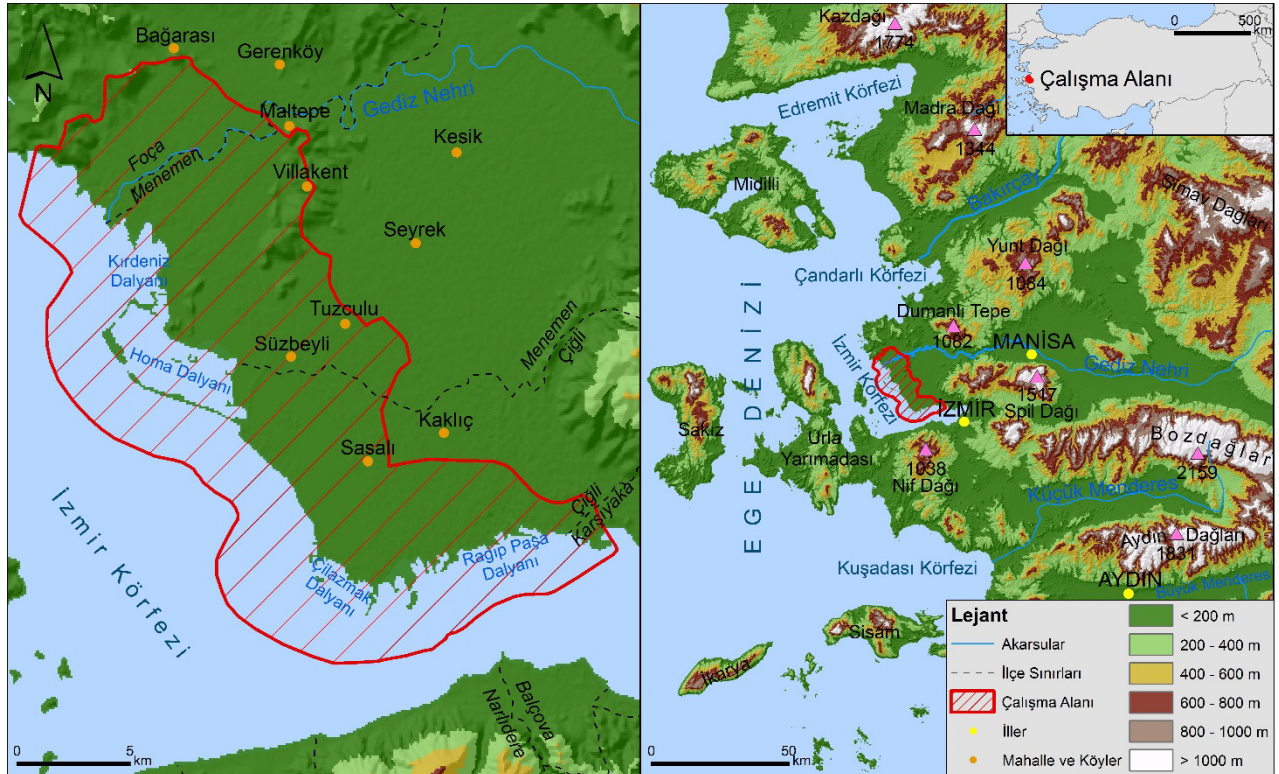 Bağarası
Gerenköy
N
Maltepe
Gediz Nehri
Foça
Menemen
Kesik
Villakent
Seyrek
Kırdeniz
Dalyanı
Tuzculu
Menemen
Çiğli
Süzbeyli
Homa Dalyanı
Kaklıç
Sasalı
Çiğli
Karşıyaka
Ragıp Paşa
Dalyanı
Çilazmak
Dalyanı
İzmir Körfezi
Balçova
Narlıdere
0 5
km
Kazdağı
1774
0 500
km
Çalışma Alanı
Edremit Körfezi
Madra Dağı
1344
Midilli
Bakırçay
Simav Dağları
Yunt Dağı
1084
Çandarlı Körfezi
Dumanlı Tepe
1082
MANİSA
Gediz Nehri
İzmir Körfezi
EGE DENİZİ
1517
Spil Dağı
İZMİR
Sakız
Urla
Yarımadası
1038
Nif Dağı
Bozdağlar
2159
Küçük Menderes
Aydın Dağları
1831
Kuşadası Körfezi
AYDIN
Büyük Menderes
Sisam
İkarya
0 50
km
Lejant
Akarsular
İlçe Sınırları
Çalışma Alanı
İller
Mahalle ve Köyler
< 200 m
200 - 400 m
400 - 600 m
600 - 800 m
800 - 1000 m
> 1000 m